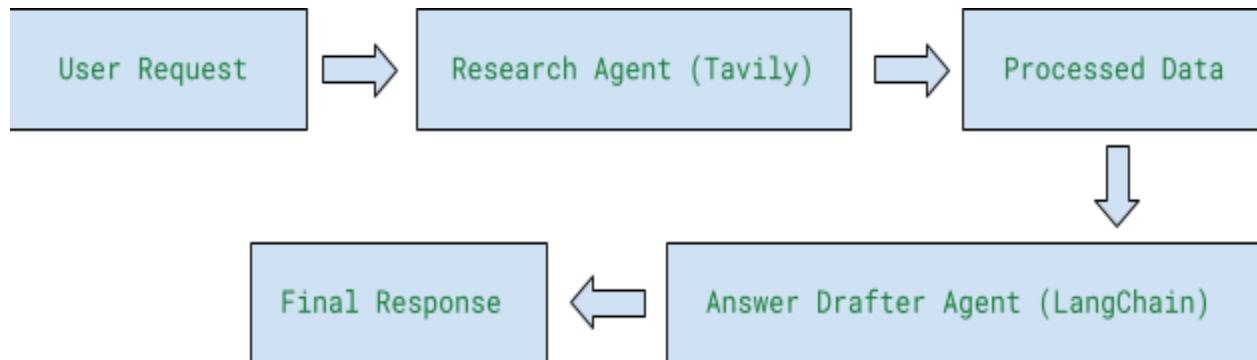 User Request
Research Agent (Tavily)
Processed Data
Answer Drafter Agent (LangChain)
Final Response